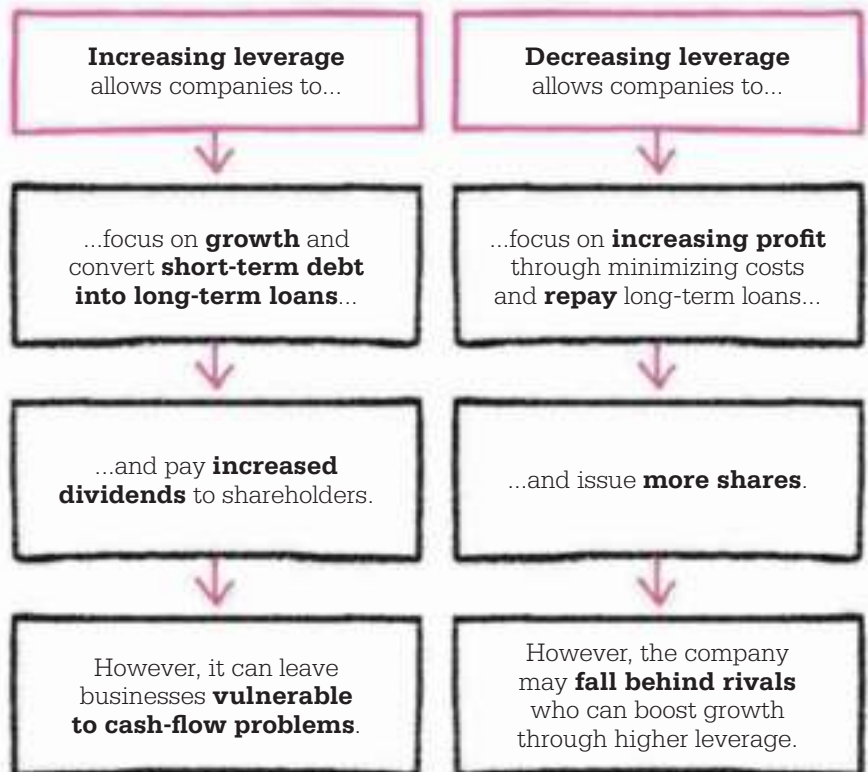 Increasing leverage
allows companies to...
...focus on growth and
convert short-term debt
into long-term loans...
...and pay increased
dividends to shareholders.
However, it can leave
businesses vulnerable
to cash-flow problems.
Decreasing leverage
allows companies to...
...focus on increasing profit
through minimizing costs
and repay long-term loans...
...and issue more shares.
However, the company
may fall behind rivals
who can boost growth
through higher leverage.